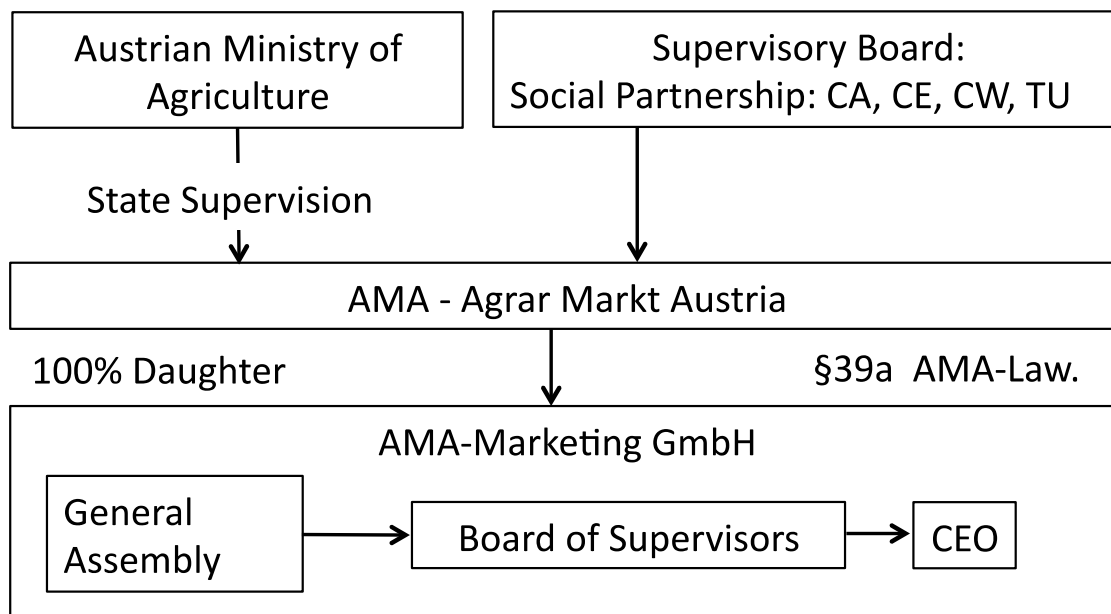 Austrian Ministry of
Agriculture
Supervisory Board:
Social Partnership: CA, CE, CW, TU
State Supervision
AMA - Agrar Markt Austria
100% Daughter
§39a AMA-Law.
AMA-Marketing GmbH
General
Assembly
Board of Supervisors
CEO